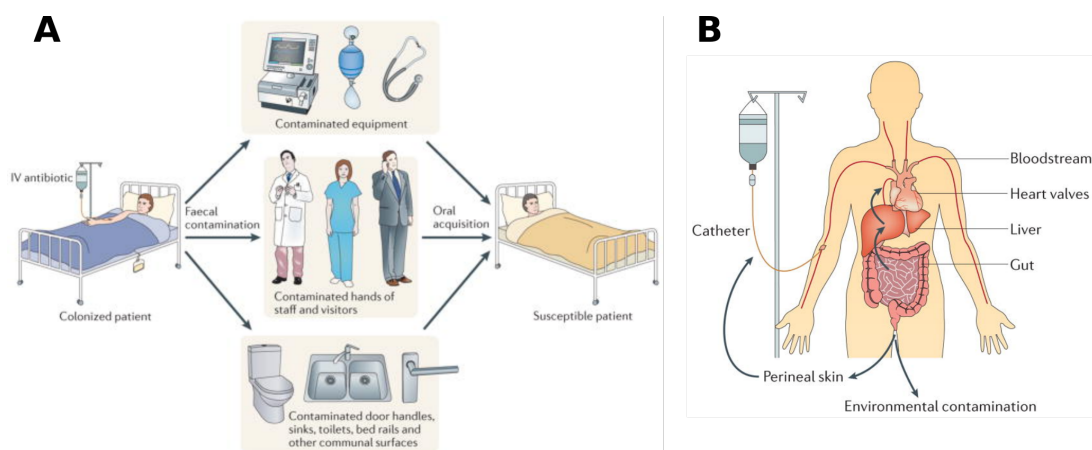 A
Contaminated equipment
IV antibiotic
Faecal
contamination
Oral
acquisition
Contaminated hands of
staff and visitors
Colonized patient
Susceptible patient
Contaminated door handles,
sinks, toilets, bed rails and
other communal surfaces
B
Bloodstream
Heart valves
Catheter
Liver
Gut
Perineal skin
Environmental contamination